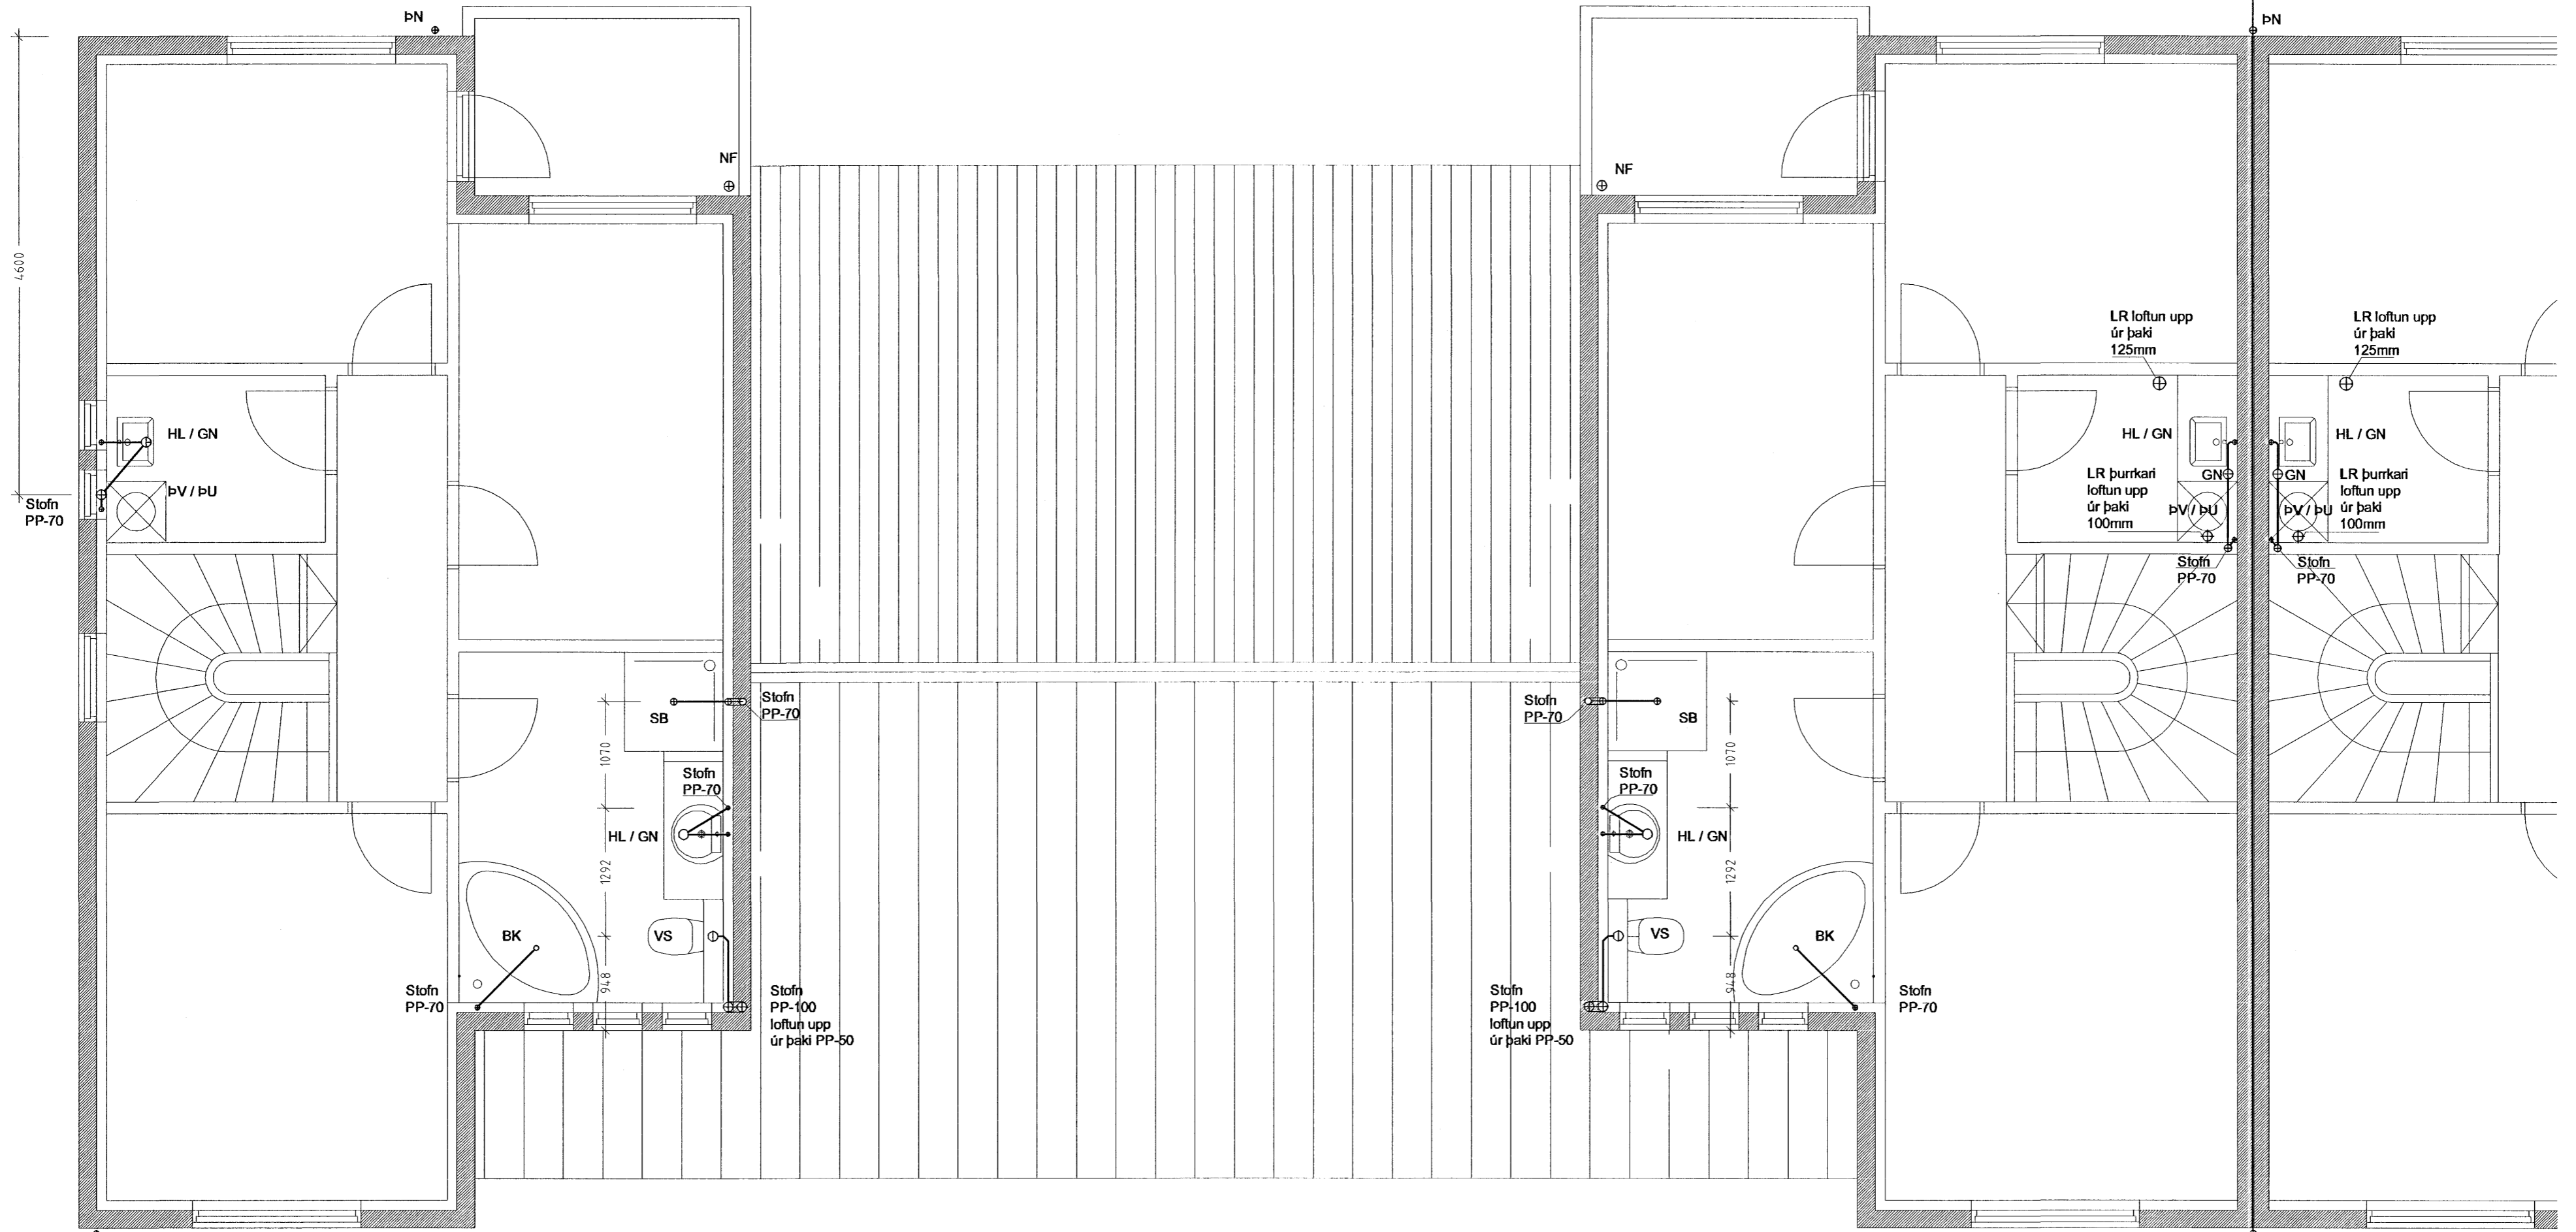 ÞN
4600
NF
HL / GN
ÞV / ÞU
Stofn
PP-70
SB
Stofn
PP-70
1070
Stofn
PP-70
HL / GN
1292
BK
VS
948
Stofn
PP-70
Stofn
PP-100
loftun upp
úr þaki PP-50
NF
Stofn
PP-70
SB
1070
Stofn
PP-70
HL / GN
1292
VS
BK
948
Stofn
PP-100
loftun upp
úr þaki PP-50
Stofn
PP-70
ÞN
LR loftun upp
úr þaki
125mm
HL / GN
LR þurrkari
loftun upp
úr þaki
100mm
GN
ÞV / ÞU
Stofn
PP-70
LR loftun upp
úr þaki
125mm
HL / GN
GN
LR þurrkari
loftun upp
úr þaki
100mm
ÞV / ÞU
Stofn
PP-70